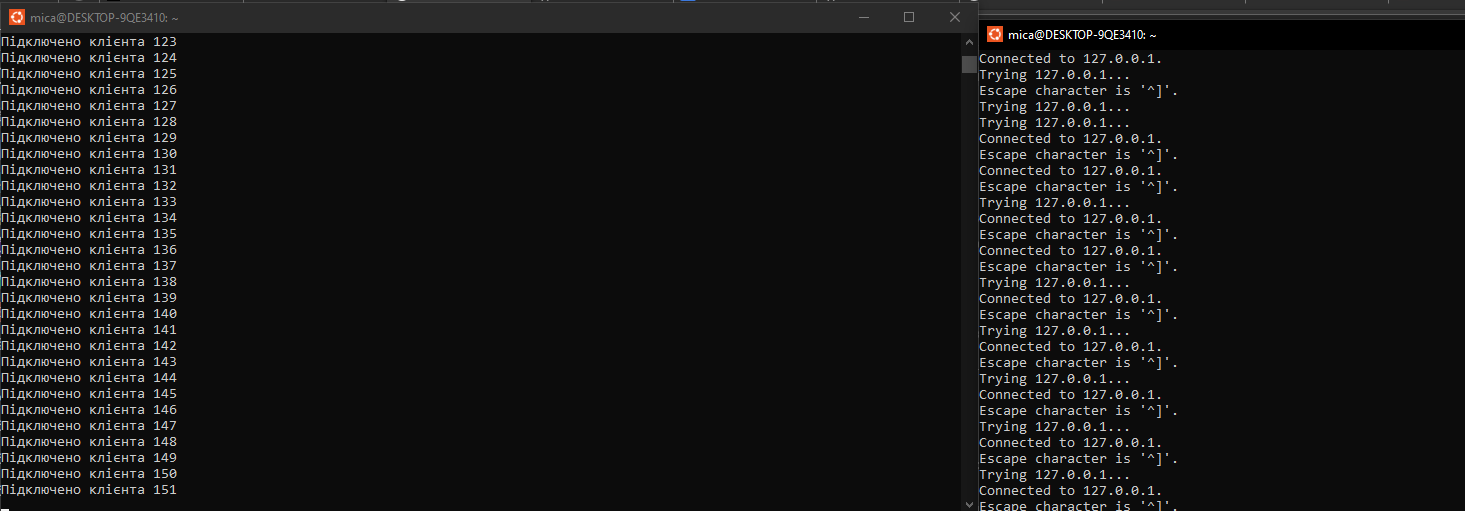 mica@DESKTOP-9QE3410: ~
Підключено клієнта 123
Підключено клієнта 124
Підключено клієнта 125
Підключено клієнта 126
Підключено клієнта 127
Підключено клієнта 128
Підключено клієнта 129
Підключено клієнта 130
Підключено клієнта 131
Підключено клієнта 132
Підключено клієнта 133
Підключено клієнта 134
Підключено клієнта 135
Підключено клієнта 136
Підключено клієнта 137
Підключено клієнта 138
Підключено клієнта 139
Підключено клієнта 140
Підключено клієнта 141
Підключено клієнта 142
Підключено клієнта 143
Підключено клієнта 144
Підключено клієнта 145
Підключено клієнта 146
Підключено клієнта 147
Підключено клієнта 148
Підключено клієнта 149
Підключено клієнта 150
Підключено клієнта 151
mica@DESKTOP-9QE3410: ~
Connected to 127.0.0.1.
Trying 127.0.0.1...
Escape character is '^]'.
Trying 127.0.0.1...
Trying 127.0.0.1...
Connected to 127.0.0.1.
Escape character is '^]'.
Connected to 127.0.0.1.
Escape character is '^]'.
Trying 127.0.0.1...
Connected to 127.0.0.1.
Escape character is '^]'.
Connected to 127.0.0.1.
Escape character is '^]'.
Trying 127.0.0.1...
Connected to 127.0.0.1.
Escape character is '^]'.
Trying 127.0.0.1...
Connected to 127.0.0.1.
Escape character is '^]'.
Trying 127.0.0.1...
Connected to 127.0.0.1.
Escape character is '^]'.
Trying 127.0.0.1...
Connected to 127.0.0.1.
Escape character is '^]'.
Trying 127.0.0.1...
Connected to 127.0.0.1.
Escape character is '^]'.